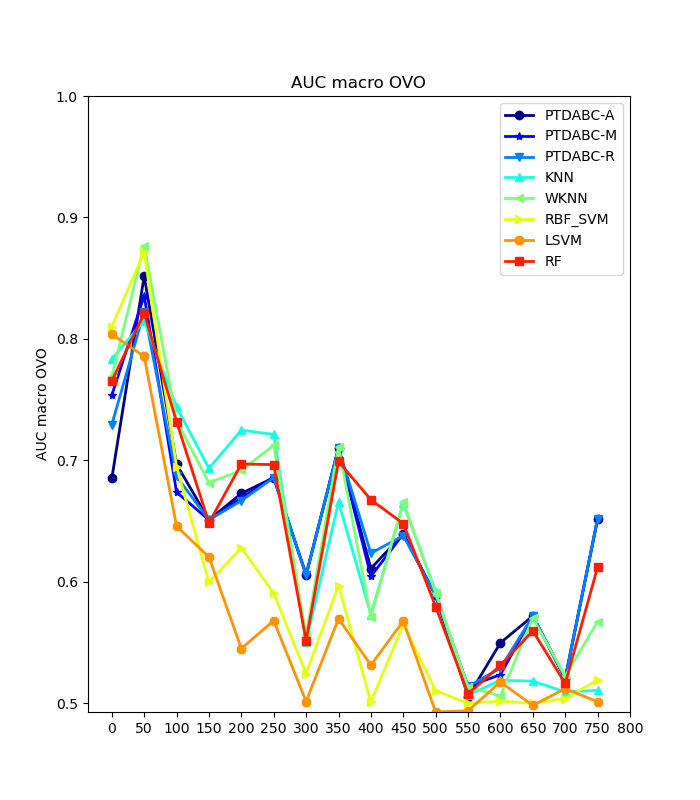 AUC macro OVO
PTDABC-A
PTDABC-M
PTDABC-R
KNN
WKNN
RBF_SVM
LSVM
RF
AUC macro OVO
1.0
0.9
0.8
0.7
0.6
0.5
0 50 100 150 200 250 300 350 400 450 500 550 600 650 700 750 800